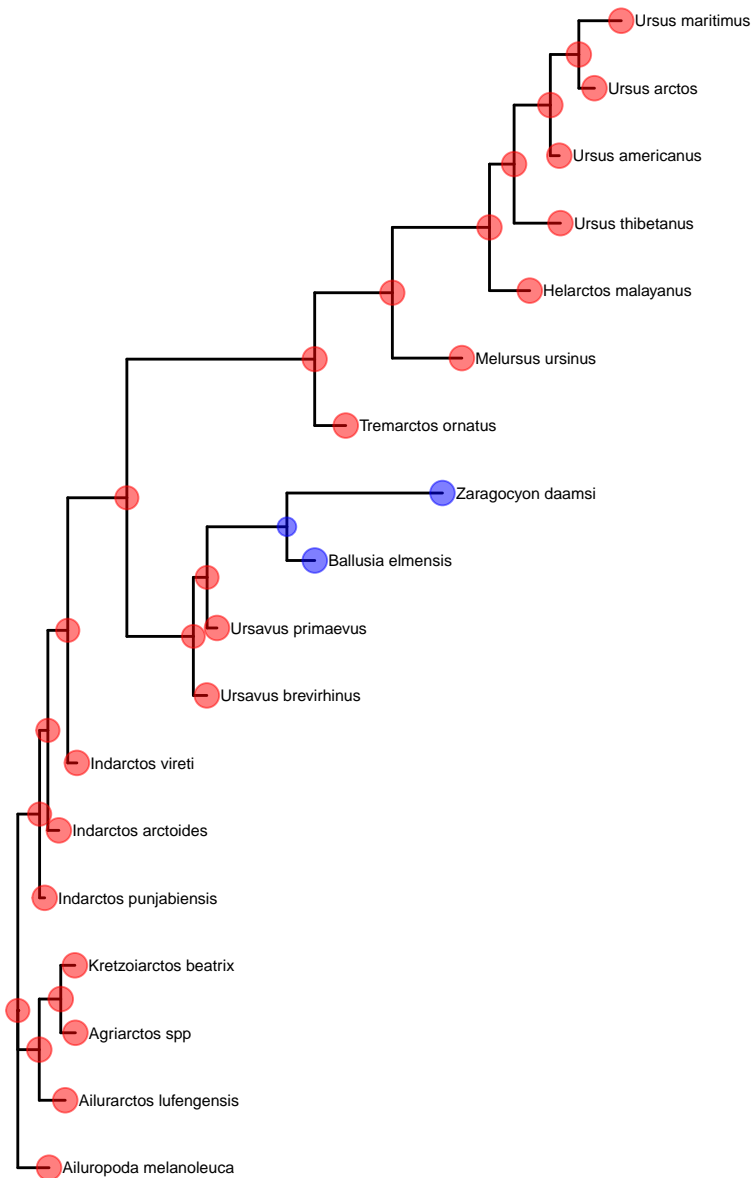 Ursus maritimus
Ursus arctos
Ursus americanus
Ursus thibetanus
Helarctos malayanus
Melursus ursinus
Tremarctos ornatus
Zaragocyon daamsi
Ballusia elmensis
Ursavus primaevus
Ursavus brevirhinus
Indarctos vireti
Indarctos arctoides
Indarctos punjabiensis
Kretzoiarctos beatrix
Agriarctos spp
Ailurarctos lufengensis
Ailuropoda melanoleuca